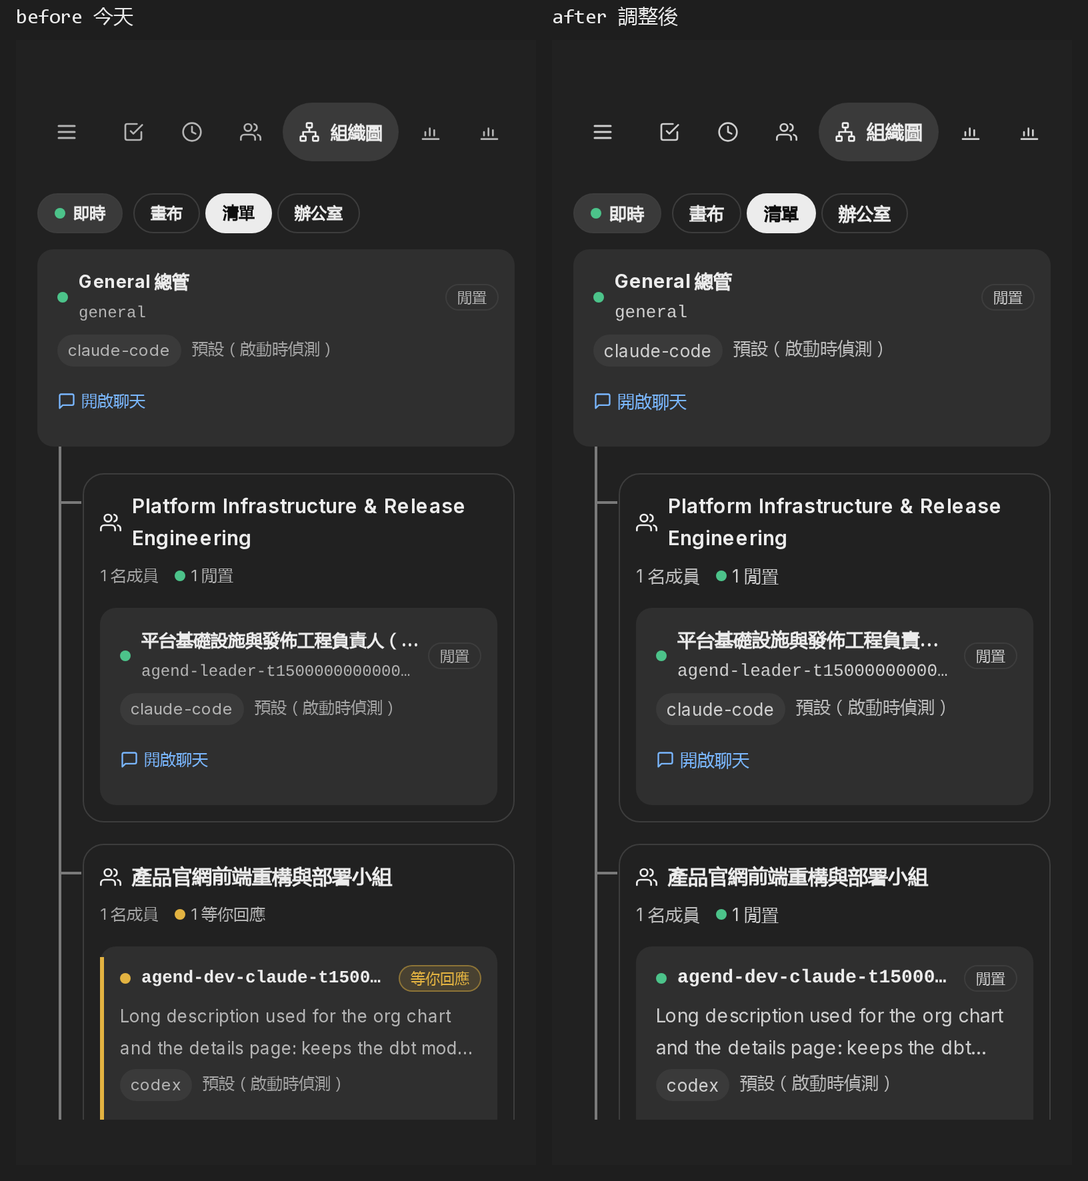 before 今天
組織圖
即時 畫布 清單 辦公室
General 總管
general
閒置
claude-code 預設（啟動時偵測）
開啟聊天
Platform Infrastructure & Release
Engineering
1 名成員 1 閒置
平台基礎設施與發佈工程負責人（…
agend-leader-t1500000000000…
閒置
claude-code 預設（啟動時偵測）
開啟聊天
產品官網前端重構與部署小組
1 名成員 1 等你回應
agend-dev-claude-t1500… 等你回應
Long description used for the org chart
and the details page: keeps the dbt mod…
codex 預設（啟動時偵測）
after 調整後
組織圖
即時 畫布 清單 辦公室
General 總管
general
閒置
claude-code 預設（啟動時偵測）
開啟聊天
Platform Infrastructure & Release
Engineering
1 名成員 1 閒置
平台基礎設施與發佈工程負責…
agend-leader-t15000000000…
閒置
claude-code 預設（啟動時偵測）
開啟聊天
產品官網前端重構與部署小組
1 名成員 1 閒置
agend-dev-claude-t15000… 閒置
Long description used for the org chart
and the details page: keeps the dbt…
codex 預設（啟動時偵測）